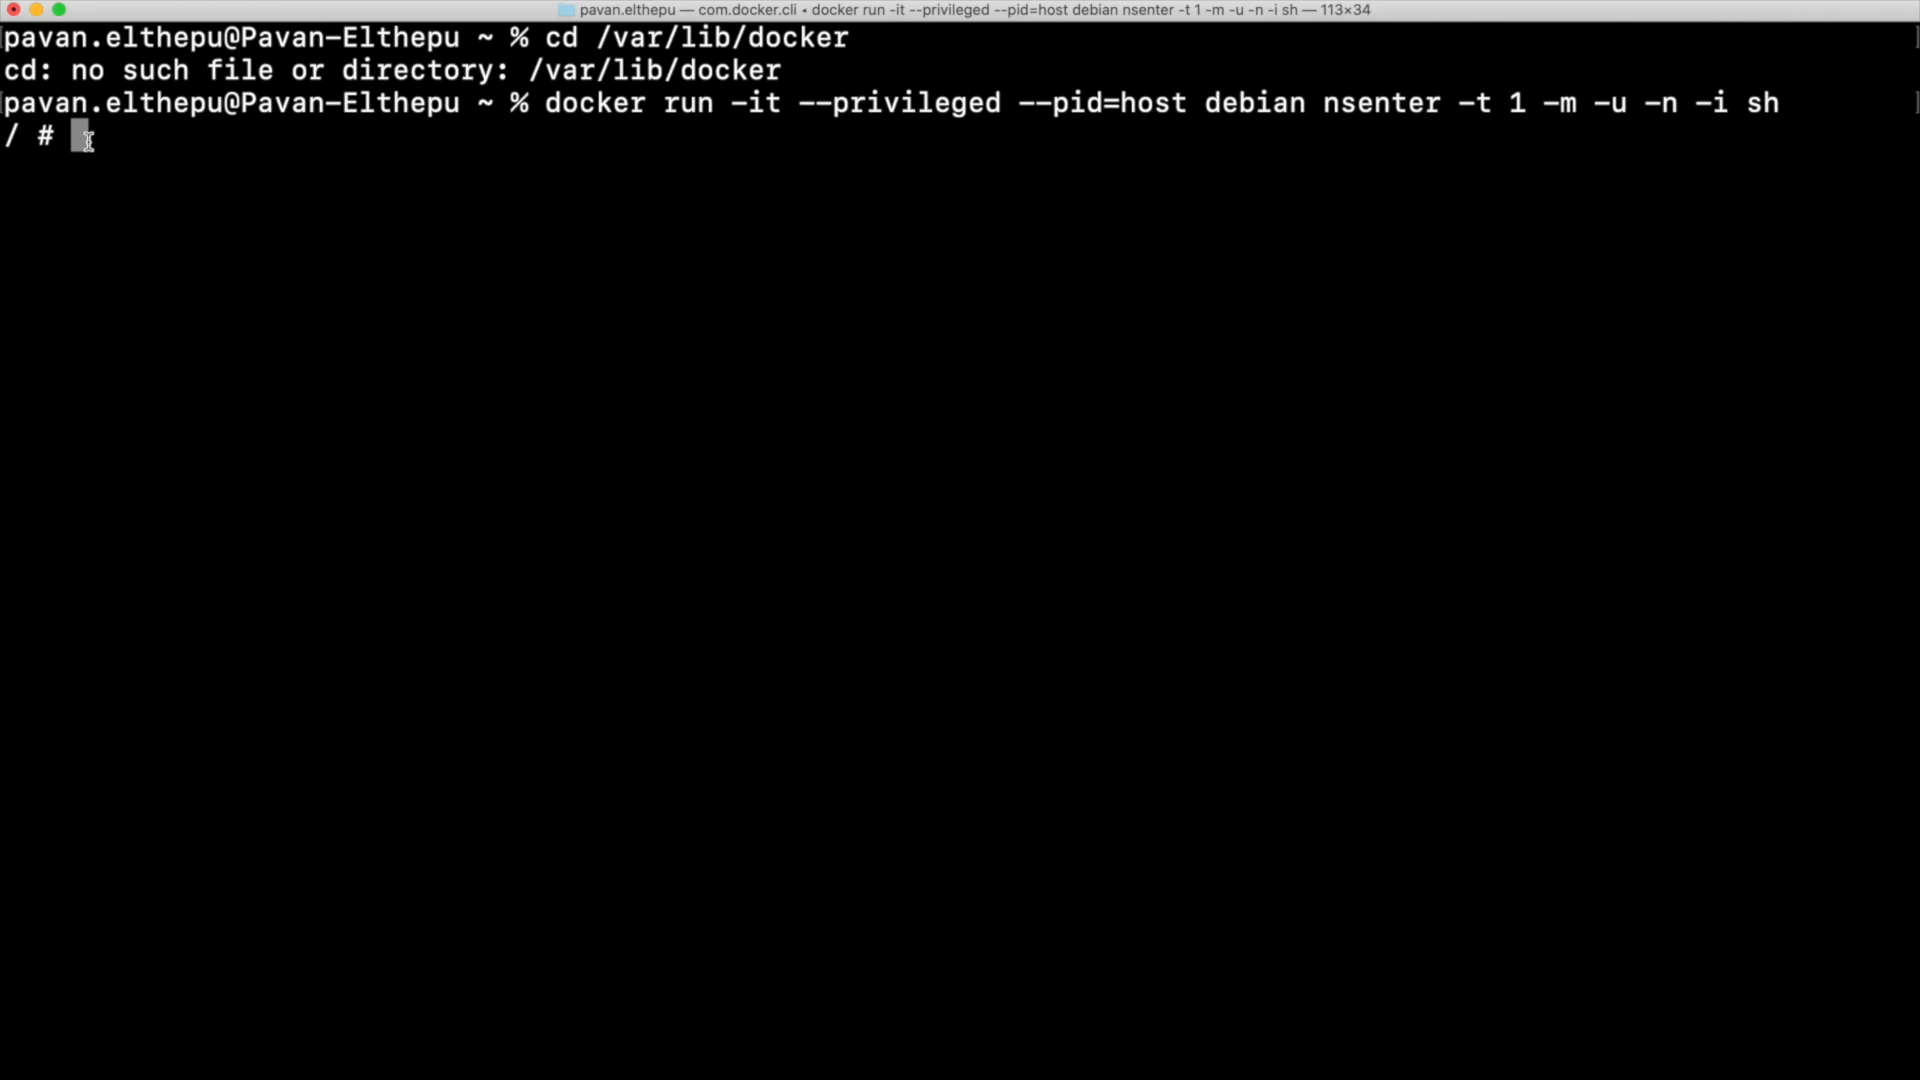 pavan.elthepu — com.docker.cli ◂ docker run -it --privileged --pid=host debian nsenter -t 1 -m -u -n -i sh — 113×34
pavan.elthepu@Pavan-Elthepu ~ % cd /var/lib/docker
cd: no such file or directory: /var/lib/docker
pavan.elthepu@Pavan-Elthepu ~ % docker run -it --privileged --pid=host debian nsenter -t 1 -m -u -n -i sh
/ #